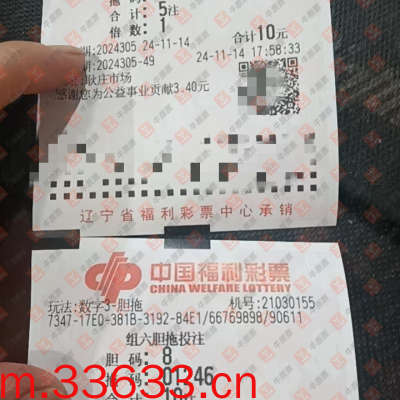 合计:5注
倍数:1
合计10元
期:2024305 24-11-14
24-11-14 17:58:33
2024305-49
狄庄市场
感谢您为公益事业贡献3.40元
辽宁省福利彩票中心承销
中国福利彩票
CHINA WELFARE LOTTERY
玩法:数字3-胆拖
机号:21030155
7347-17E0-381B-3192-84E1/66769898/90611
组六胆拖投注
胆码:8
m.33633.cn